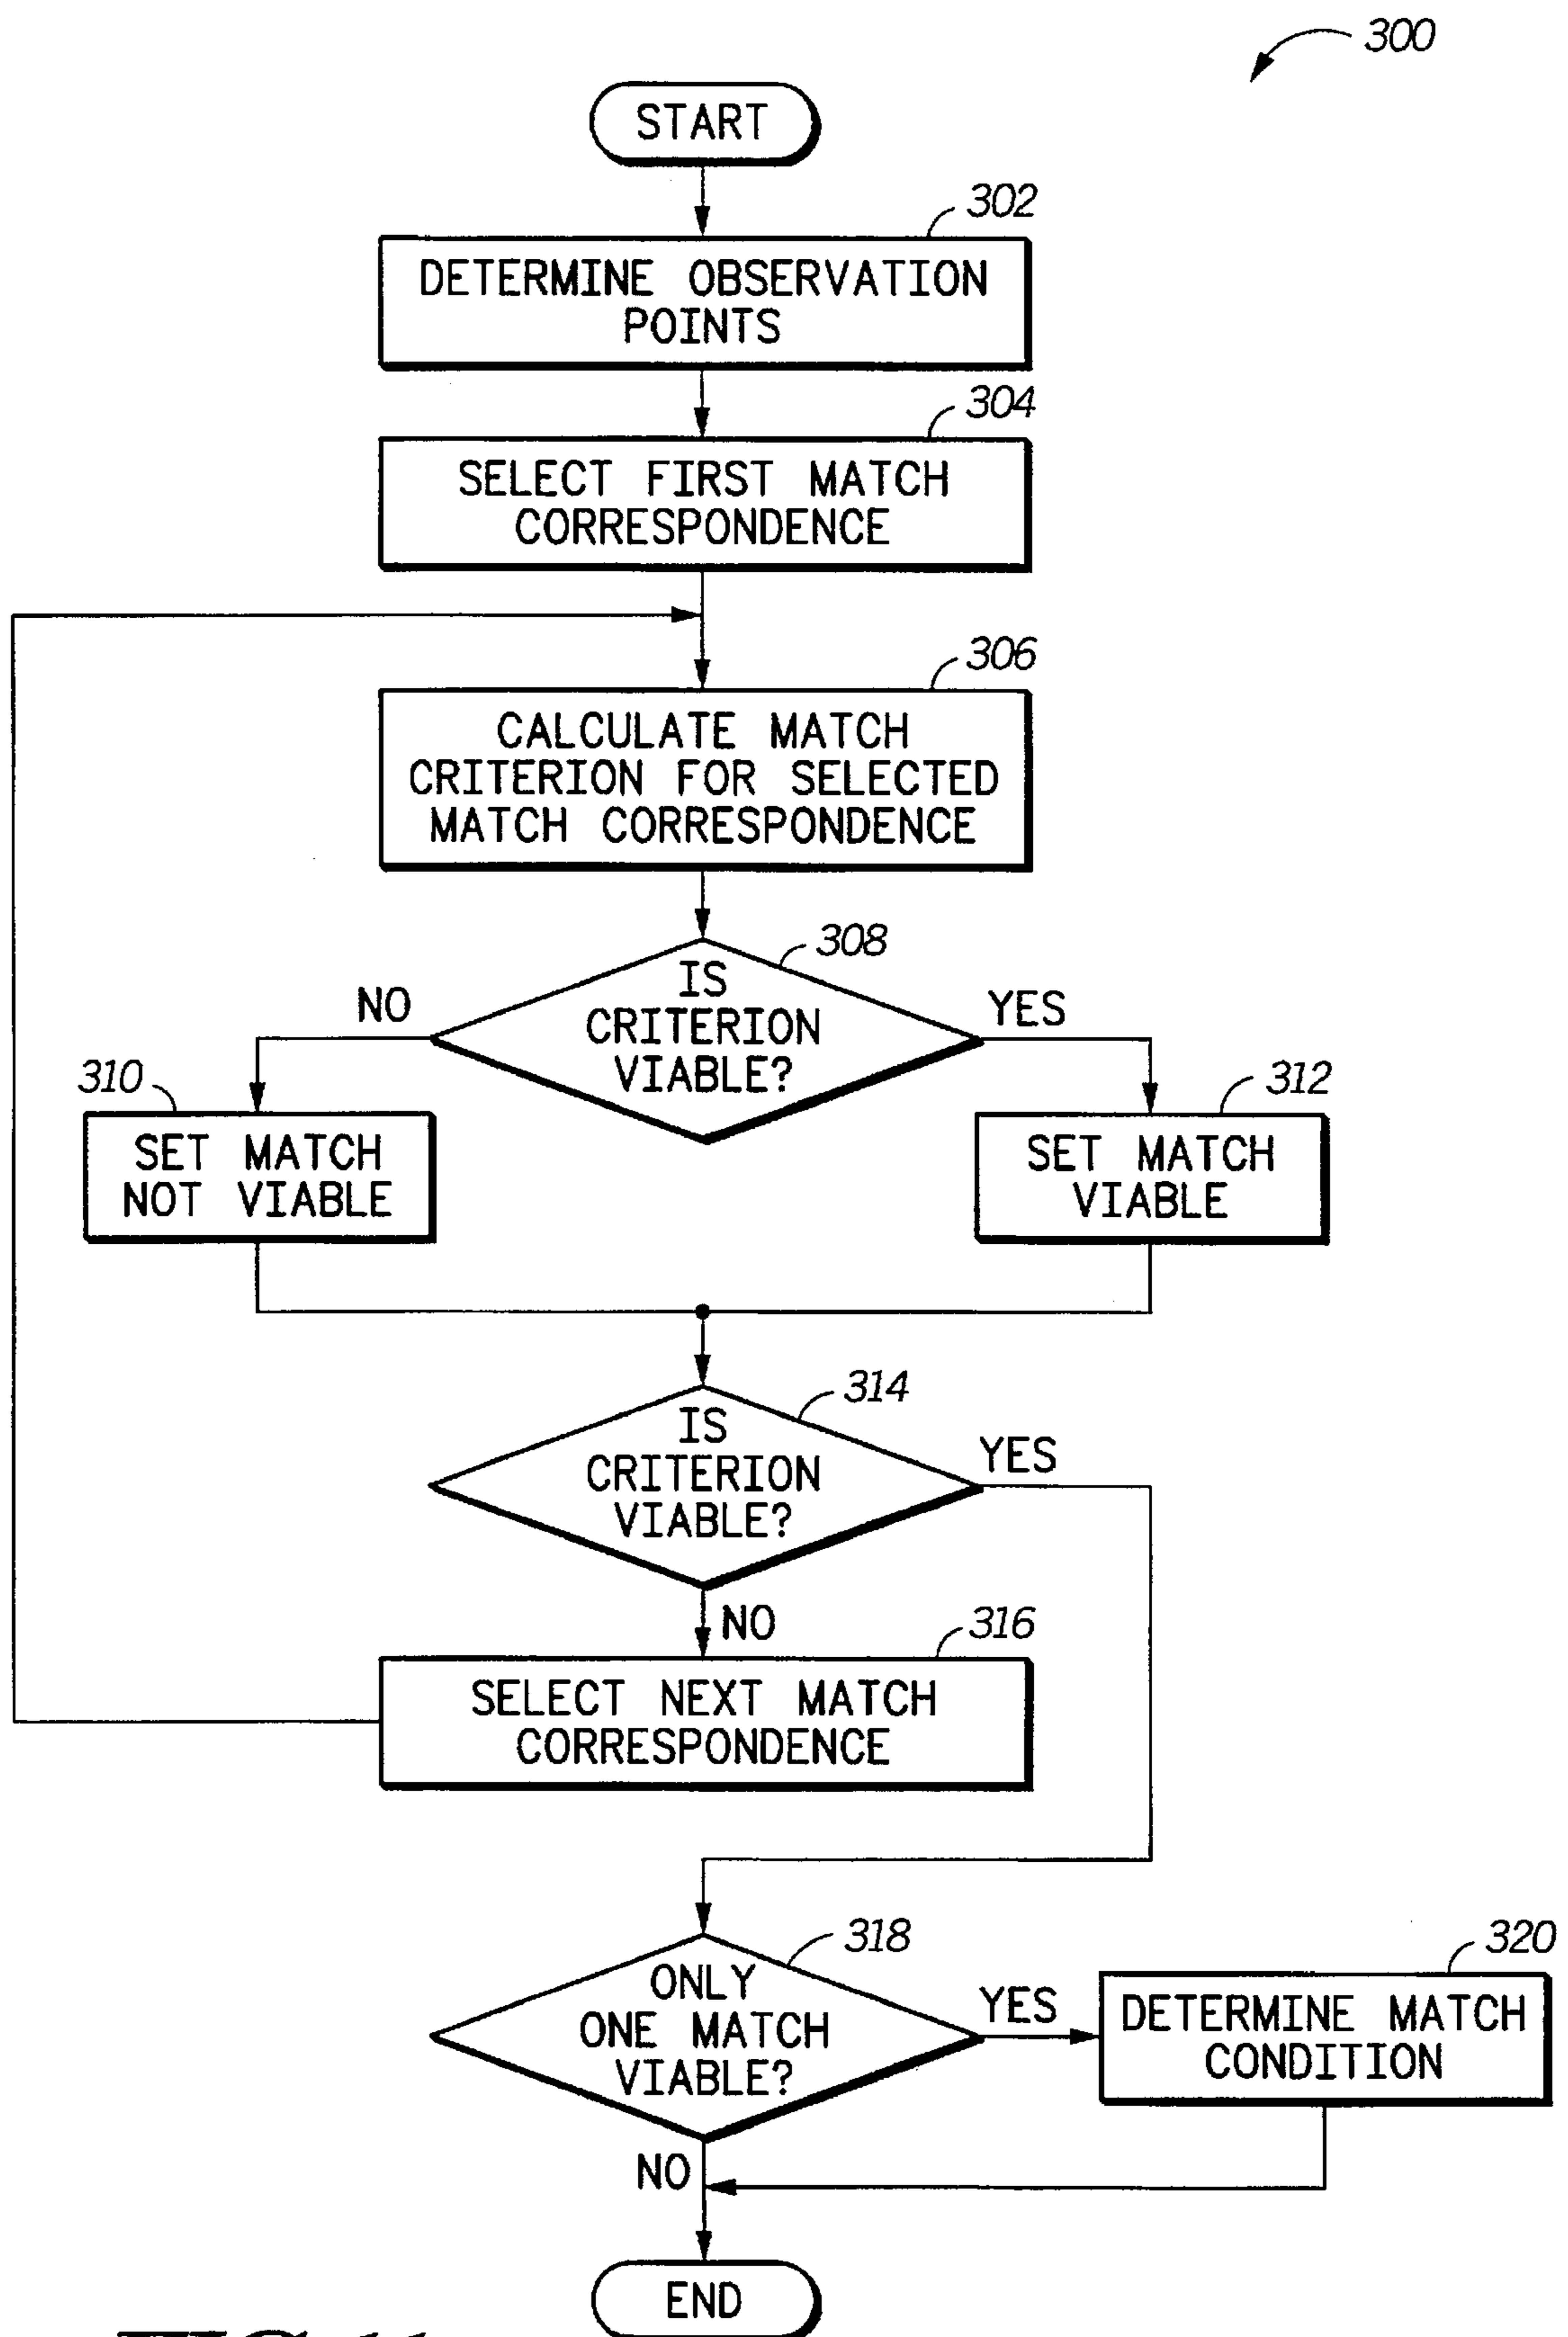 300
START
302
DETERMINE OBSERVATION
POINTS
304
SELECT FIRST MATCH
CORRESPONDENCE
306
CALCULATE MATCH
CRITERION FOR SELECTED
MATCH CORRESPONDENCE
308
IS
CRITERION
VIABLE?
NO
YES
310
SET MATCH
NOT VIABLE
312
SET MATCH
VIABLE
314
IS
CRITERION
VIABLE?
YES
NO
316
SELECT NEXT MATCH
CORRESPONDENCE
318
ONLY
ONE MATCH
VIABLE?
YES
320
DETERMINE MATCH
CONDITION
NO
END